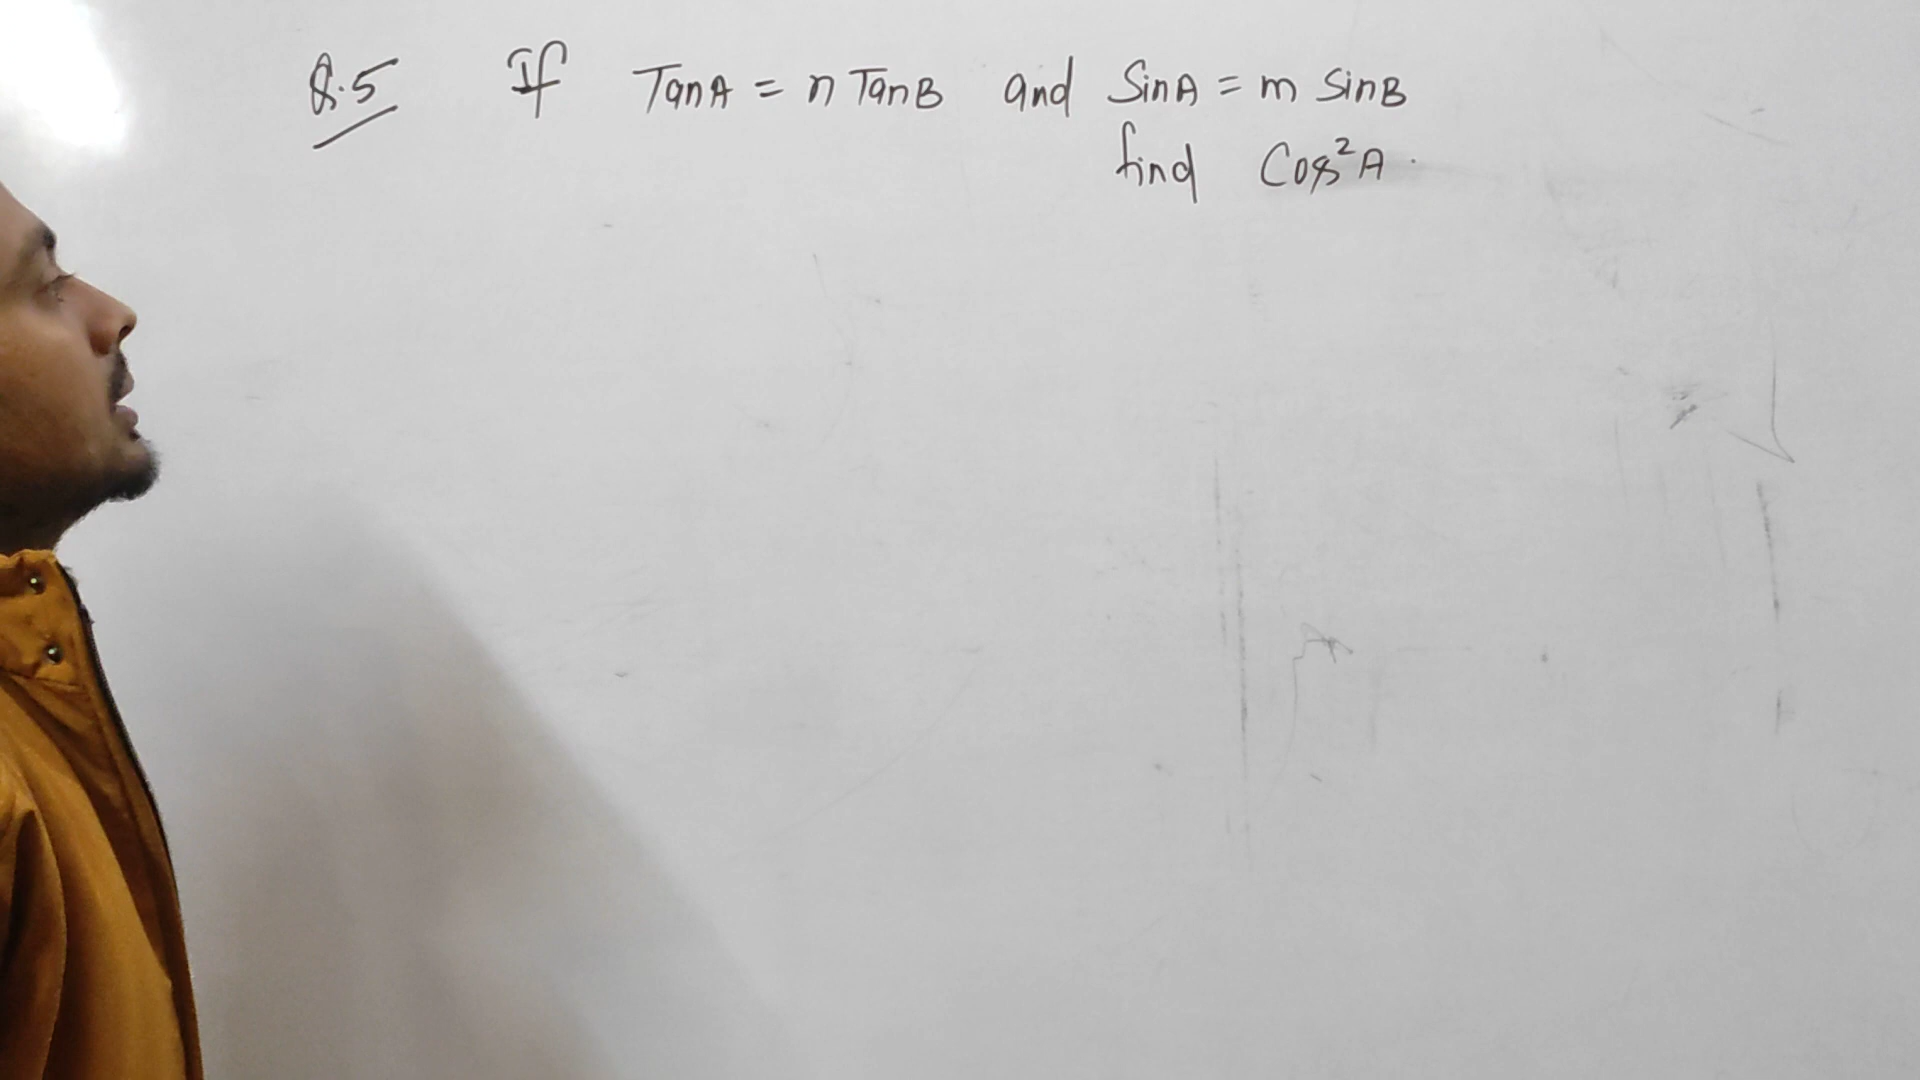 Q.5 If TanA = n TanB and SinA = m SinB
find Cos²A.